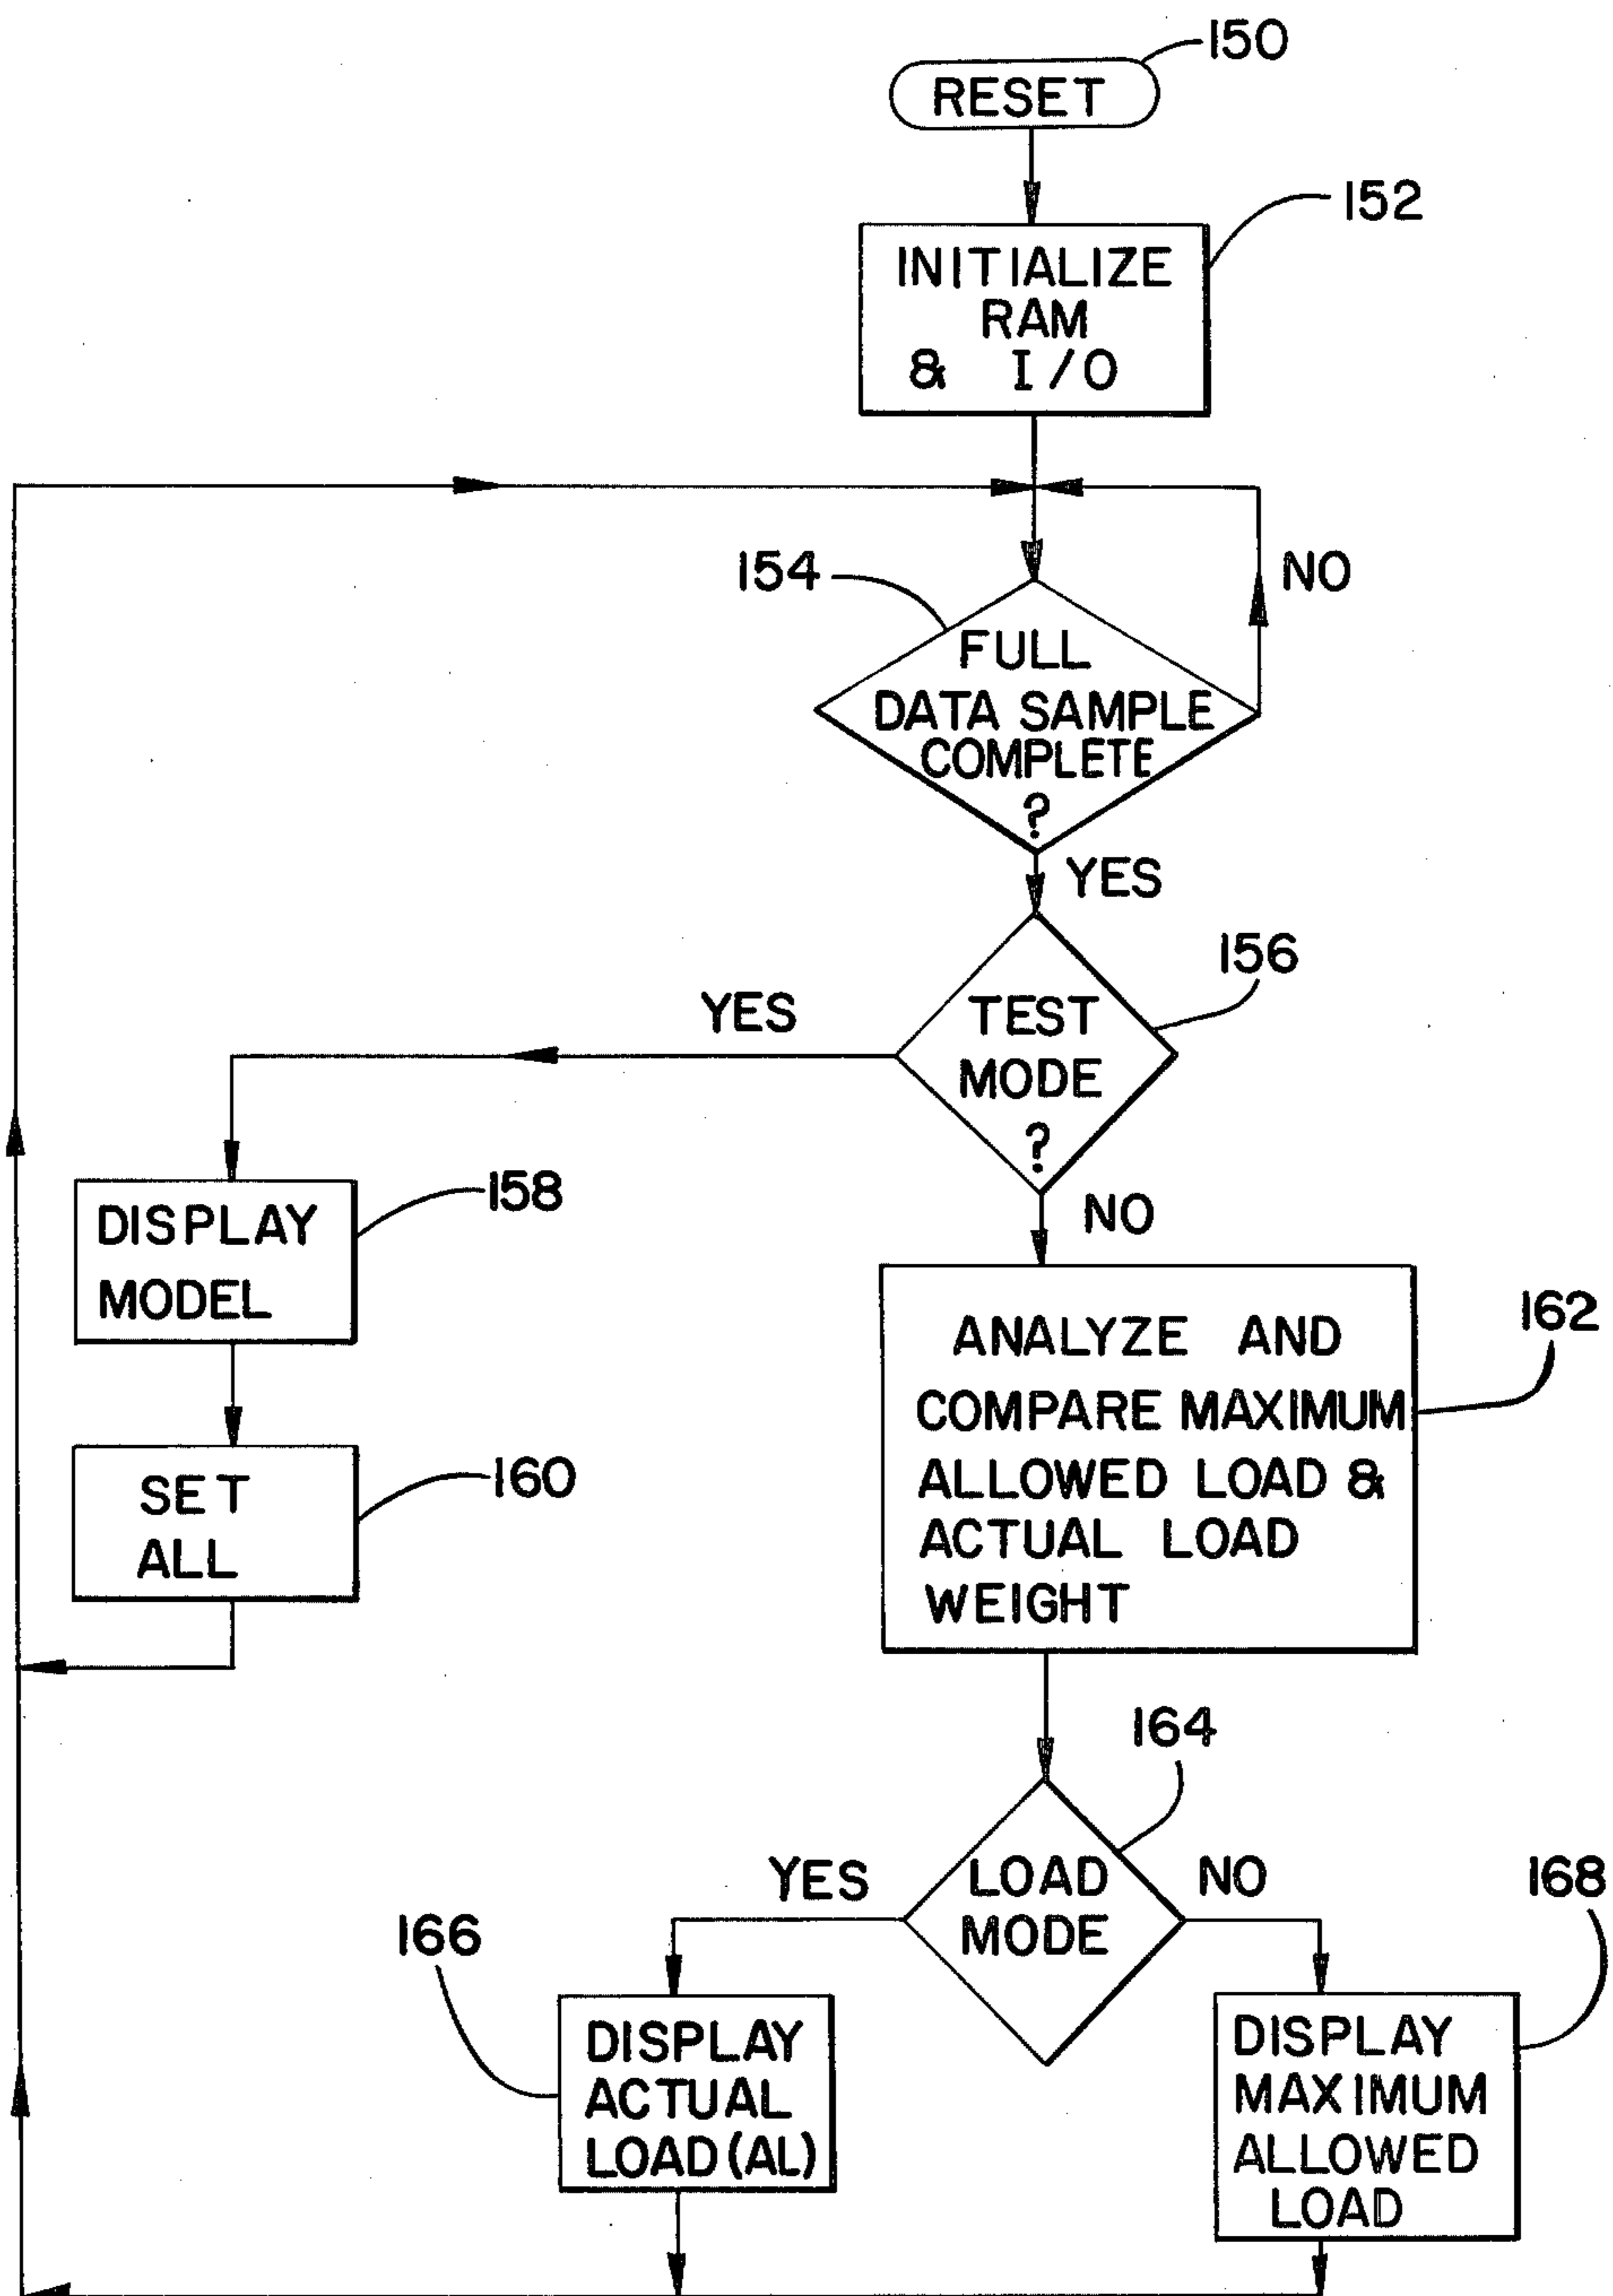 150
RESET
152
INITIALIZE
RAM
& I/O
154
NO
FULL
DATA SAMPLE
COMPLETE
?
YES
156
YES
TEST
MODE
?
NO
158
DISPLAY
MODEL
162
ANALYZE AND
COMPARE MAXIMUM
ALLOWED LOAD &
ACTUAL LOAD
WEIGHT
160
SET
ALL
164
YES
LOAD
MODE
NO
168
166
DISPLAY
ACTUAL
LOAD (AL)
DISPLAY
MAXIMUM
ALLOWED
LOAD